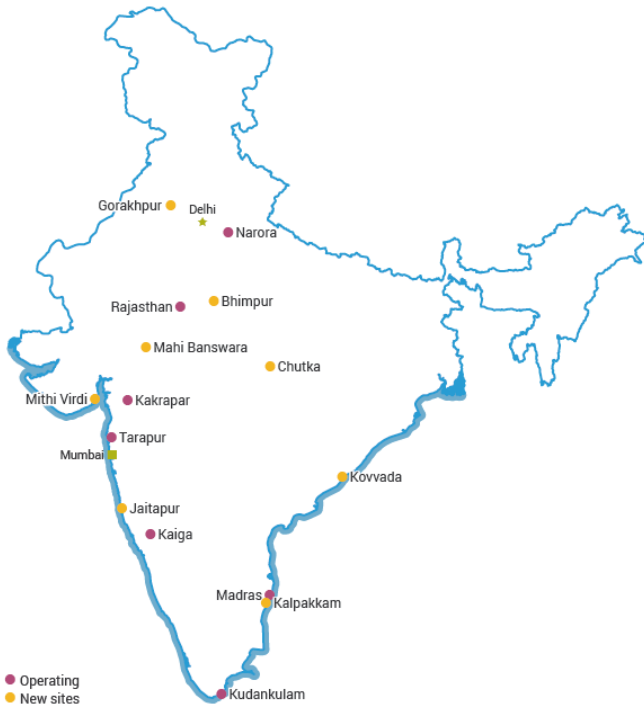 Gorakhpur
Delhi
Narora
Bhimpur
Rajasthan
Mahi Banswara
Chutka
Mithi Virdi
Kakrapar
Tarapur
Mumbai
Kovvada
Jaitapur
Kaiga
Madras
Kalpakkam
Operating
Kudankulam
New sites